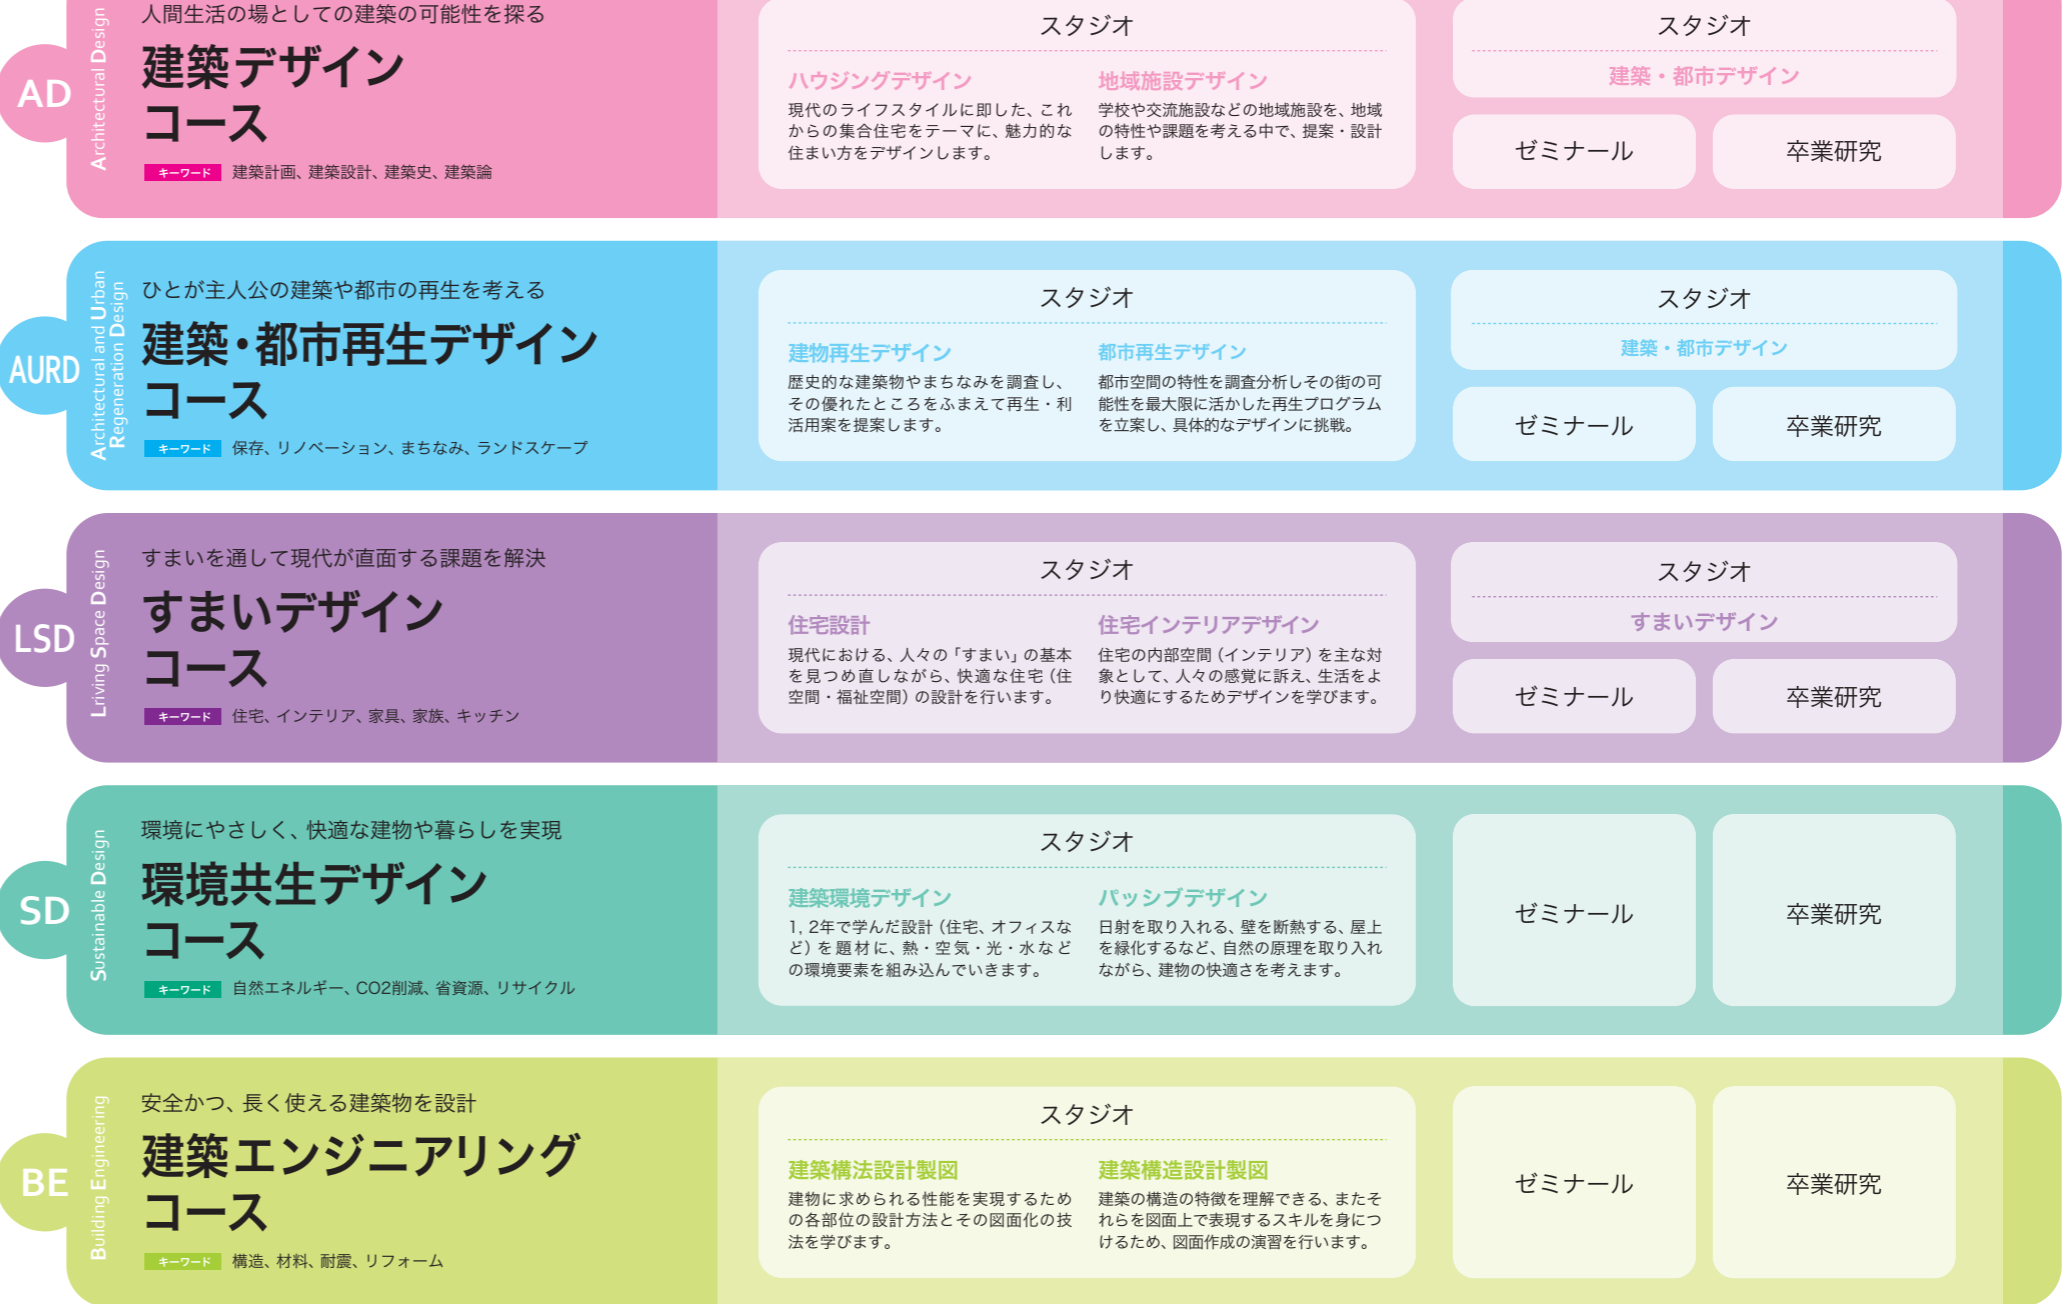 人間生活の場としての建築の可能性を探る
AD
Architectural Design
建築デザイン
コース
キーワード 建築計画、建築設計、建築史、建築論
スタジオ
ハウジングデザイン
現代のライフスタイルに即した、これ
からの集合住宅をテーマに、魅力的な
住まい方をデザインします。
地域施設デザイン
学校や交流施設などの地域施設を、地域
の特性や課題を考える中で、提案・設計
します。
スタジオ
建築・都市デザイン
ゼミナール
卒業研究
AURD
Architectural and Urban
Regeneration Design
ひとが主人公の建築や都市の再生を考える
建築・都市再生デザイン
コース
キーワード 保存、リノベーション、まちなみ、ランドスケープ
スタジオ
建物再生デザイン
歴史的な建築物やまちなみを調査し、
その優れたところをふまえて再生・利
活用案を提案します。
都市再生デザイン
都市空間の特性を調査分析しその街の可
能性を最大限に活かした再生プログラム
を立案し、具体的なデザインに挑戦。
スタジオ
建築・都市デザイン
ゼミナール
卒業研究
LSD
Lriving Space Design
すまいを通して現代が直面する課題を解決
すまいデザイン
コース
キーワード 住宅、インテリア、家具、家族、キッチン
スタジオ
住宅設計
現代における、人々の「すまい」の基本
を見つめ直しながら、快適な住宅（住
空間・福祉空間）の設計を行います。
住宅インテリアデザイン
住宅の内部空間（インテリア）を主な対
象として、人々の感覚に訴え、生活をよ
り快適にするためデザインを学びます。
スタジオ
すまいデザイン
ゼミナール
卒業研究
SD
Sustainable Design
環境にやさしく、快適な建物や暮らしを実現
環境共生デザイン
コース
キーワード 自然エネルギー、CO2削減、省資源、リサイクル
スタジオ
建築環境デザイン
1, 2年で学んだ設計（住宅、オフィスな
ど）を題材に、熱・空気・光・水など
の環境要素を組み込んでいきます。
パッシブデザイン
日射を取り入れる、壁を断熱する、屋上
を緑化するなど、自然の原理を取り入れ
ながら、建物の快適さを考えます。
ゼミナール
卒業研究
BE
Building Engineering
安全かつ、長く使える建築物を設計
建築エンジニアリング
コース
キーワード 構造、材料、耐震、リフォーム
スタジオ
建築構法設計製図
建物に求められる性能を実現するため
の各部位の設計方法とその図面化の技
法を学びます。
建築構造設計製図
建築の構造の特徴を理解できる、またそ
れらを図面上で表現するスキルを身につ
けるため、図面作成の演習を行います。
ゼミナール
卒業研究